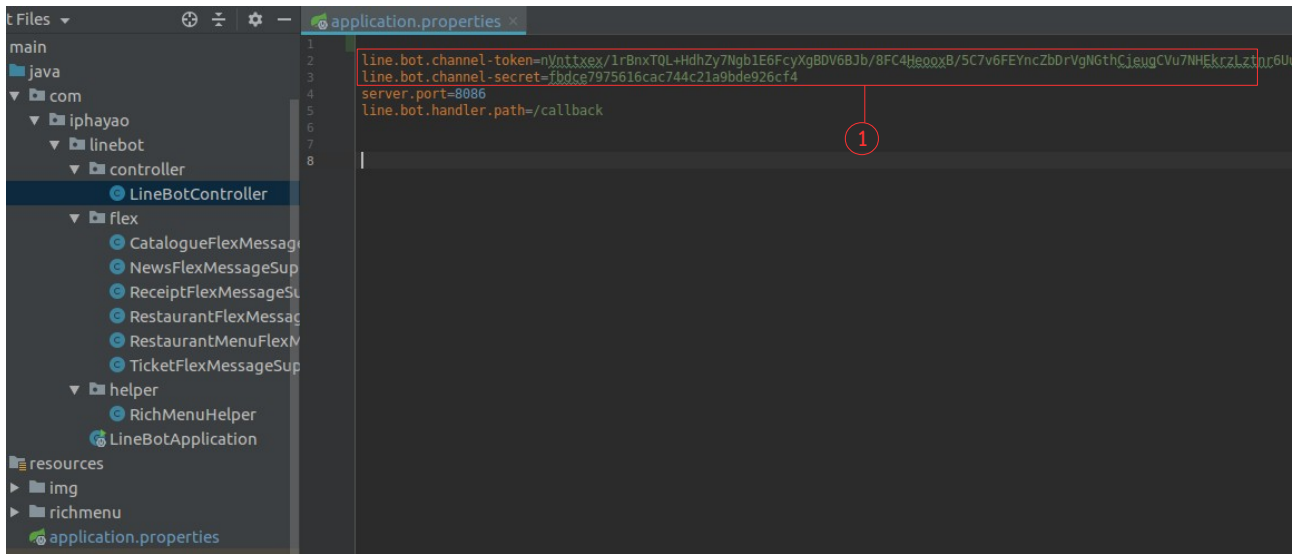 t Files
application.properties
main
java
com
iphayao
linebot
controller
LineBotController
flex
CatalogueFlexMessage
NewsFlexMessageSup
ReceiptFlexMessageSu
RestaurantFlexMessag
RestaurantMenuFlexM
TicketFlexMessageSup
helper
RichMenuHelper
LineBotApplication
resources
img
richmenu
application.properties
1
2 line.bot.channel-token=nVnttxex/1rBnxTQL+HdhZy7Ngb1E6FcyXgBDV6BJb/8FC4HeooxB/5C7v6FEYncZbDrVgNGthCjeugCVu7NHEkrzLztnr6Uu
3 line.bot.channel-secret=fbdce7975616cac744c21a9bde926cf4
4 server.port=8086
5 line.bot.handler.path=/callback
6
7
8
1